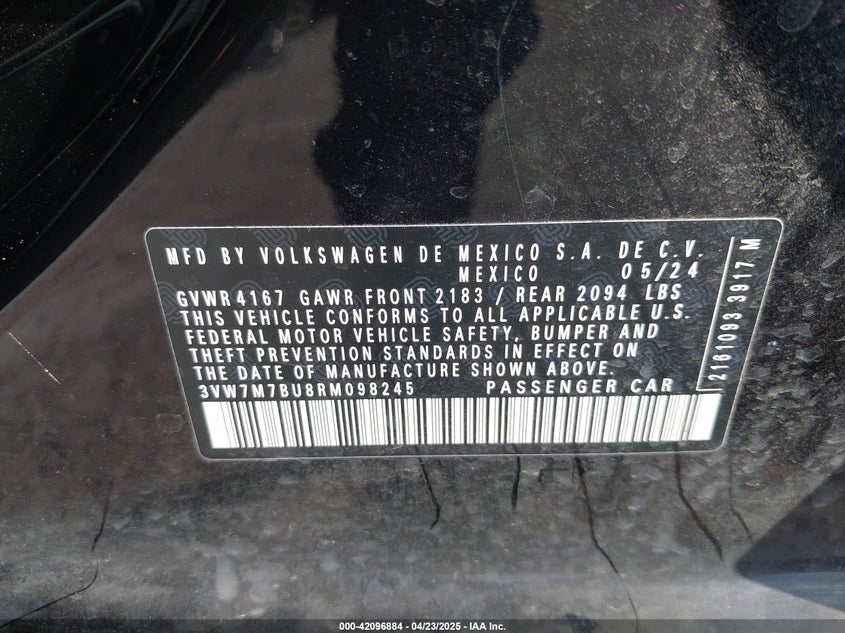 MFD BY VOLKSWAGEN DE MEXICO S.A. DE C.V.
MEXICO 05/24
GVWR 4167 GAWR FRONT 2183 / REAR 2094 LBS
THIS VEHICLE CONFORMS TO ALL APPLICABLE U.S.
FEDERAL MOTOR VEHICLE SAFETY, BUMPER AND
THEFT PREVENTION STANDARDS IN EFFECT ON
THE DATE OF MANUFACTURE SHOWN ABOVE.
3VW7M7BU8RM098245 PASSENGER CAR
2161093 3917 M
000-42096884 | 04/23/2025 - IAA Inc.